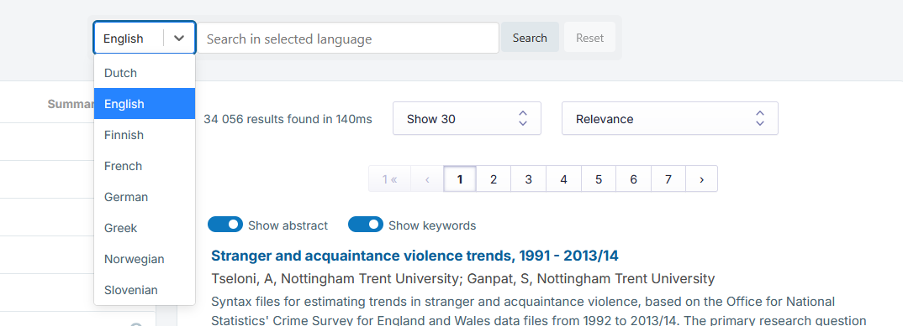 English
Search in selected language
Search
Reset
Dutch
English
Finnish
French
German
Greek
Norwegian
Slovenian
Summar
34 056 results found in 140ms
Show 30
Relevance
1 « ‹ 1 2 3 4 5 6 7 ›
Show abstract
Show keywords
Stranger and acquaintance violence trends, 1991 - 2013/14
Tseloni, A, Nottingham Trent University; Ganpat, S, Nottingham Trent University
Syntax files for estimating trends in stranger and acquaintance violence, based on the Office for National
Statistics' Crime Survey for England and Wales data files from 1992 to 2013/14. The primary research question